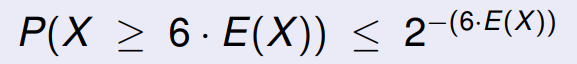 P(X ≥ 6 · E(X)) ≤ 2^{−(6·E(X))}